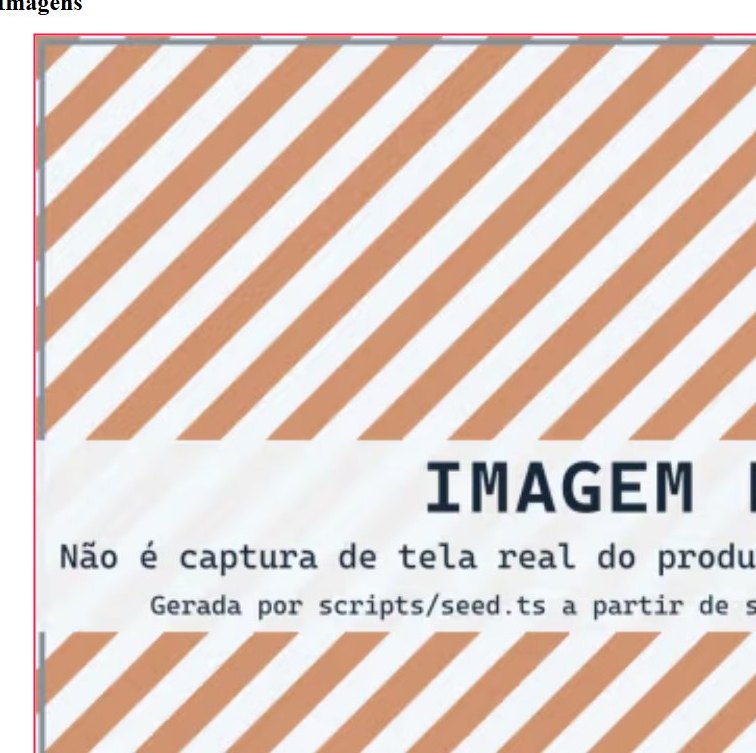 Imagens
IMAGEM
Não é captura de tela real do produ
Gerada por scripts/seed.ts a partir de s